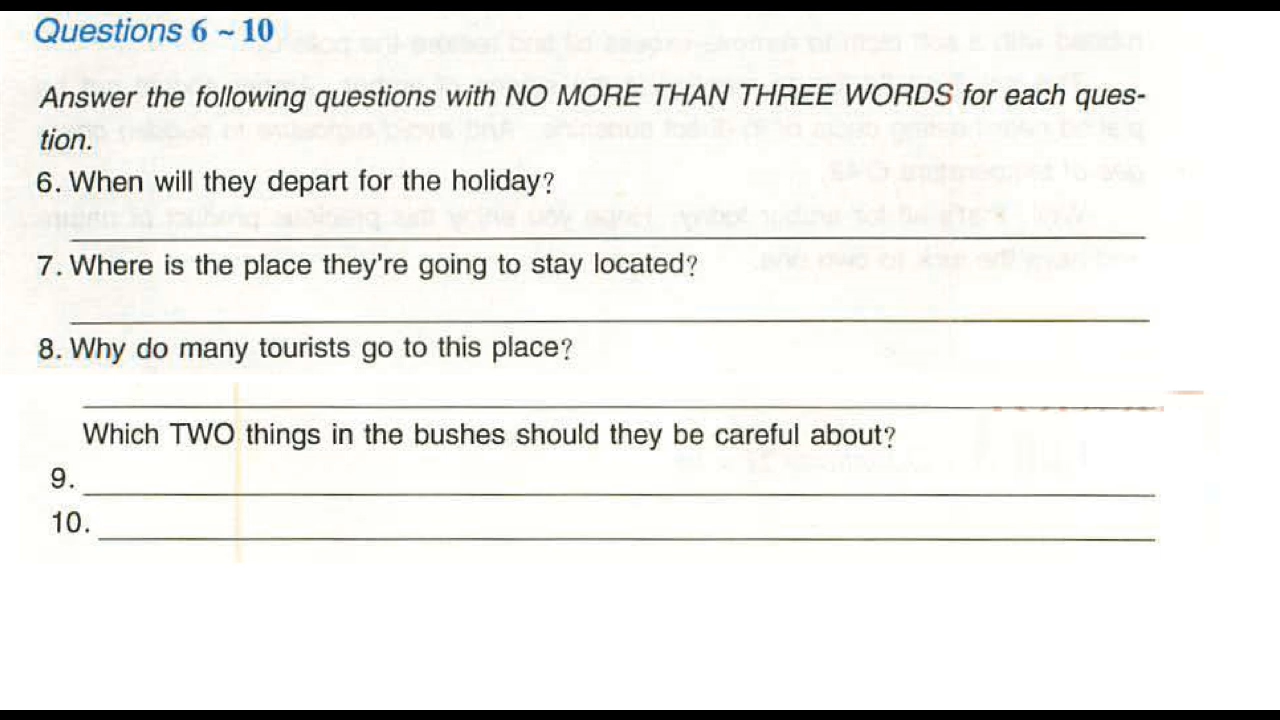 Questions 6 ~ 10
Answer the following questions with NO MORE THAN THREE WORDS for each ques-
tion.
6. When will they depart for the holiday?
7. Where is the place they're going to stay located?
8. Why do many tourists go to this place?
Which TWO things in the bushes should they be careful about?
9.
10.